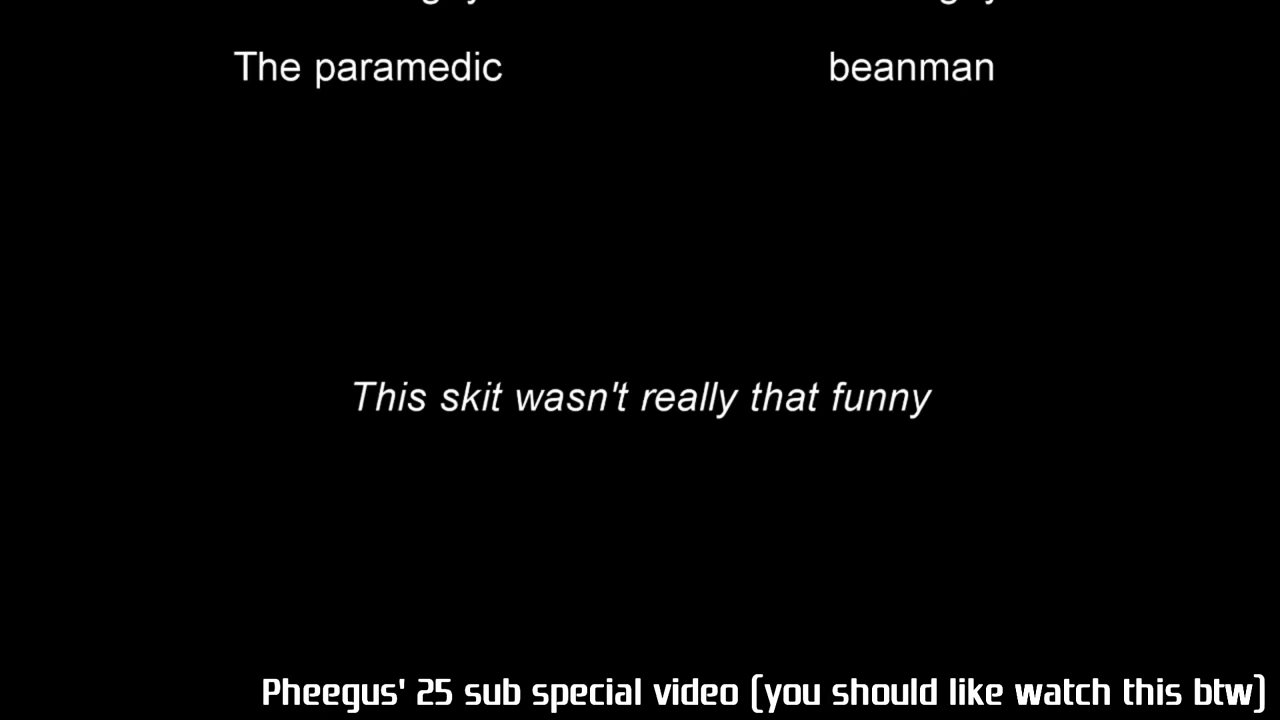 The paramedic beanman
This skit wasn't really that funny
Pheegus' 25 sub special video (you should like watch this btw)